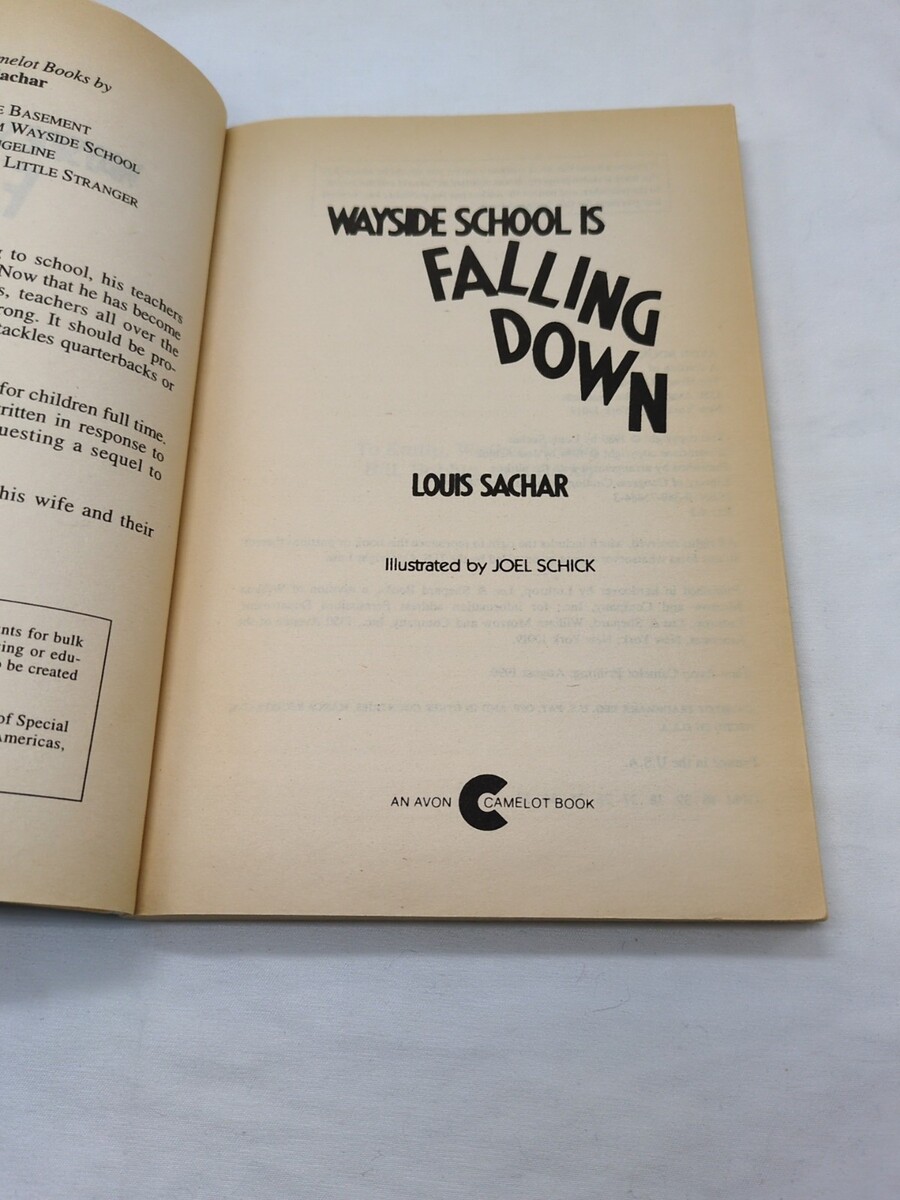 melot Books by
achar
E BASEMENT
M WAYSIDE SCHOOL
GELINE
LITTLE STRANGER
to school, his teachers
Now that he has become
s, teachers all over the
rong. It should be pro-
tackles quarterbacks or
for children full time.
ritten in response to
uesting a sequel to
his wife and their
nts for bulk
ing or edu-
be created
of Special
Americas,
WAYSIDE SCHOOL IS
FALLING
DOWN
LOUIS SACHAR
Illustrated by JOEL SCHICK
AN AVON CAMELOT BOOK